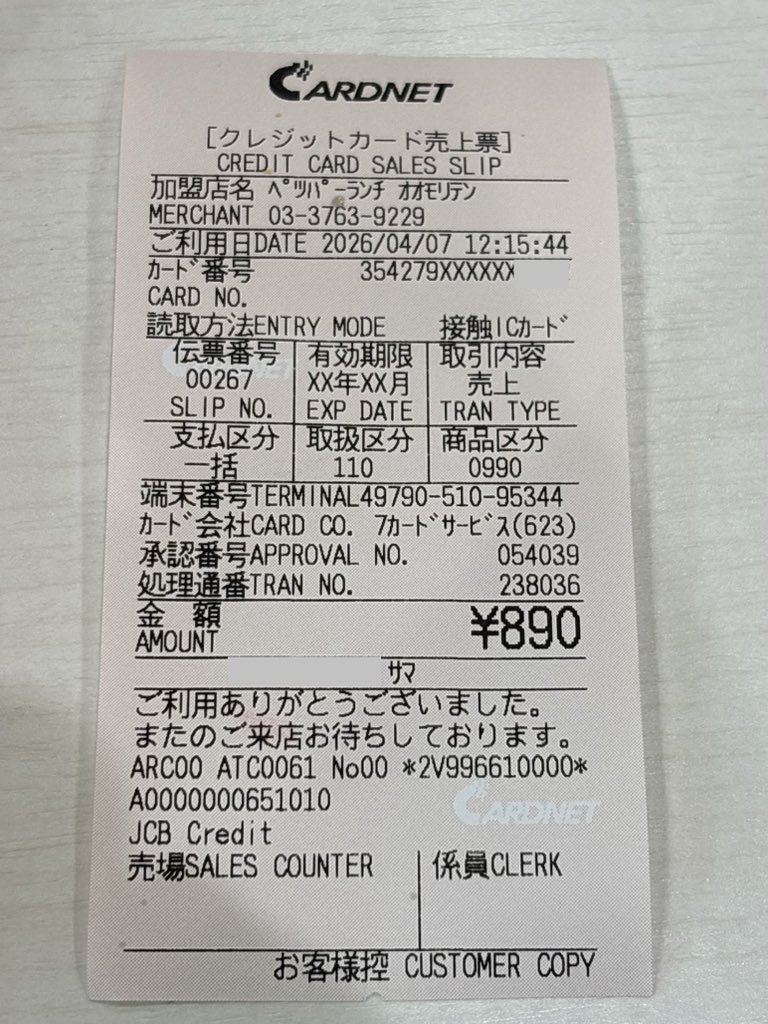 CARDNET
[クレジットカード売上票]
CREDIT CARD SALES SLIP
加盟店名 ﾍﾟﾂﾊﾟｰﾗﾝﾁ ｵｵﾓﾘﾃﾝ
MERCHANT 03-3763-9229
ご利用日DATE 2026/04/07 12:15:44
ｶｰﾄﾞ番号 354279XXXXXX
CARD NO.
読取方法ENTRY MODE 接触ICｶｰﾄﾞ
伝票番号 有効期限 取引内容
00267 XX年XX月 売上
SLIP NO. EXP DATE TRAN TYPE
支払区分 取扱区分 商品区分
一括 110 0990
端末番号TERMINAL49790-510-95344
ｶｰﾄﾞ会社CARD CO. 7ｶｰﾄﾞｻｰﾋﾞｽ(623)
承認番号APPROVAL NO. 054039
処理通番TRAN NO. 238036
金 額
AMOUNT ¥890
ｻﾏ
ご利用ありがとうございました。
またのご来店お待ちしております。
ARC00 ATC0061 No00 *2V996610000*
A0000000651010
CARDNET
JCB Credit
売場SALES COUNTER 係員CLERK
お客様控 CUSTOMER COPY